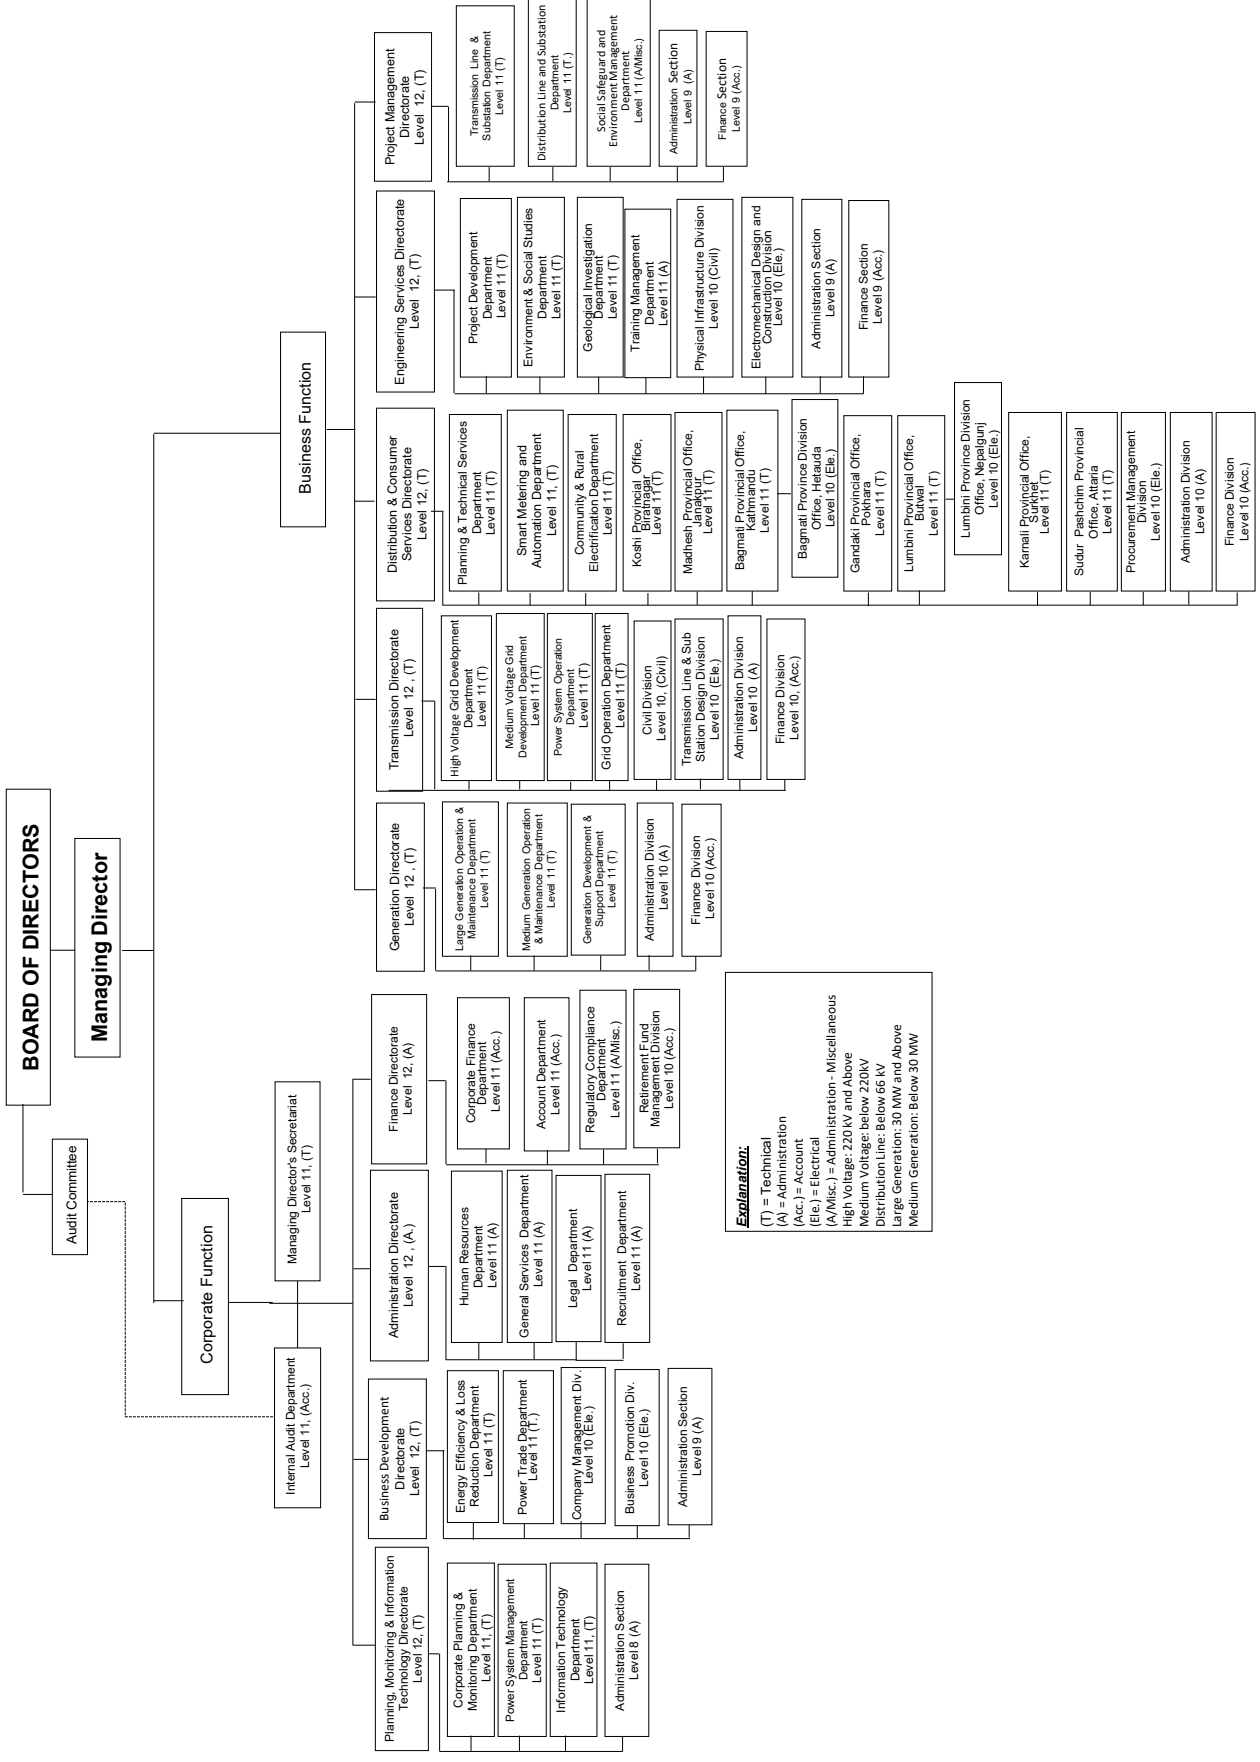 BOARD OF DIRECTORS
Managing Director
Audit Committee
Corporate Function
Business Function
Internal Audit Department
Level 11, (Acc.)
Managing Director's Secretariat
Level 11, (T)
Planning, Monitoring & Information
Technology Directorate
Level 12, (T)
Corporate Planning &
Monitoring Department
Level 11, (T)
Power System Management
Department
Level 11 (T)
Information Technology
Department
Level 11, (T)
Administration Section
Level 8 (A)
Business Development
Directorate
Level 12, (T)
Energy Efficiency & Loss
Reduction Department
Level 11 (T)
Power Trade Department
Level 11 (T.)
Company Management Div.
Level 10 (Ele.)
Business Promotion Div.
Level 10 (Ele.)
Administration Section
Level 9 (A)
Administration Directorate
Level 12 , (A.)
Human Resources
Department
Level 11 (A)
General Services Department
Level 11 (A)
Legal Department
Level 11 (A)
Recruitment Department
Level 11 (A)
Finance Directorate
Level 12, (A)
Corporate Finance
Department
Level 11 (Acc.)
Account Department
Level 11 (Acc.)
Regulatory Compliance
Department
Level 11 (A/Misc.)
Retirement Fund
Management Division
Level 10 (Acc.)
Generation Directorate
Level 12 , (T)
Large Generation Operation &
Maintenance Department
Level 11 (T)
Medium Generation Operation
& Maintenance Department
Level 11 (T)
Generation Development &
Support Department
Level 11 (T)
Administration Division
Level 10 (A)
Finance Division
Level 10 (Acc.)
Transmission Directorate
Level 12 , (T)
High Voltage Grid Development
Department
Level 11 (T)
Medium Voltage Grid
Development Department
Level 11 (T)
Power System Operation
Department
Level 11 (T)
Grid Operation Department
Level 11 (T)
Civil Division
Level 10, (Civil)
Transmission Line & Sub
Station Design Division
Level 10 (Ele.)
Administration Division
Level 10 (A)
Finance Division
Level 10, (Acc.)
Distribution & Consumer
Services Directorate
Level 12, (T)
Planning & Technical Services
Department
Level 11 (T)
Smart Metering and
Automation Department
Level 11, (T)
Community & Rural
Electrification Department
Level 11 (T)
Koshi Provincial Office,
Biratnagar
Level 11 (T)
Madhesh Provincial Office,
Janakpur
Level 11 (T)
Bagmati Provincial Office,
Kathmandu
Level 11 (T)
Bagmati Province Division
Office, Hetauda
Level 10 (Ele.)
Gandaki Provincial Office,
Pokhara
Level 11 (T)
Lumbini Provincial Office,
Butwal
Level 11 (T)
Lumbini Province Division
Office, Nepalgunj
Level 10 (Ele.)
Karnali Provincial Office,
Surkhet
Level 11 (T)
Sudur Pashchim Provincial
Office, Attaria
Level 11 (T)
Procurement Management
Division
Level 10 (Ele.)
Administration Division
Level 10 (A)
Finance Division
Level 10 (Acc.)
Engineering Services Directorate
Level 12, (T)
Project Development
Department
Level 11 (T)
Environment & Social Studies
Department
Level 11 (T)
Geological Investigation
Department
Level 11 (T)
Training Management
Department
Level 11 (A)
Physical Infrastructure Division
Level 10 (Civil)
Electromechanical Design and
Construction Division
Level 10 (Ele.)
Administration Section
Level 9 (A)
Finance Section
Level 9 (Acc.)
Project Management
Directorate
Level 12, (T)
Transmission Line &
Substation Department
Level 11 (T)
Distribution Line and Substation
Department
Level 11 (T.)
Social Safeguard and
Environment Management
Department
Level 11 (A/Misc.)
Administration Section
Level 9 (A)
Finance Section
Level 9 (Acc.)
Explanation:
(T) = Technical
(A) = Administration
(Acc.) = Account
(Ele.) = Electrical
(A/Misc.) = Administration - Miscellaneous
High Voltage: 220 kV and Above
Medium Voltage: below 220kV
Distribution Line: Below 66 kV
Large Generation: 30 MW and Above
Medium Generation: Below 30 MW